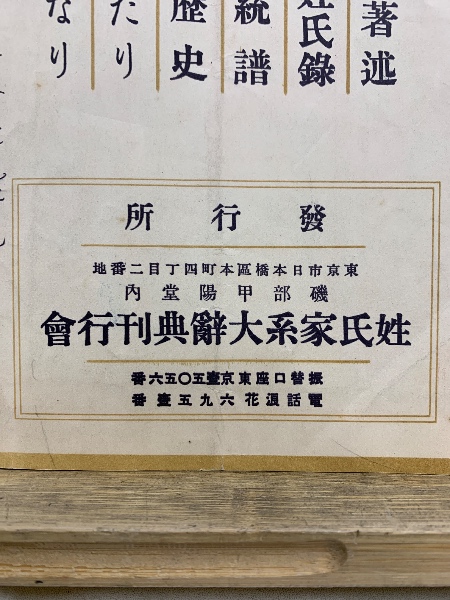 著述
姓氏錄
統譜
歷史
たり
なり
發行所
東京市日本橋區本町四丁目二番地
磯部甲陽堂內
姓氏家系大辭典刊行會
振替口座東京壹五〇五六番
電話浪花六九五壹番